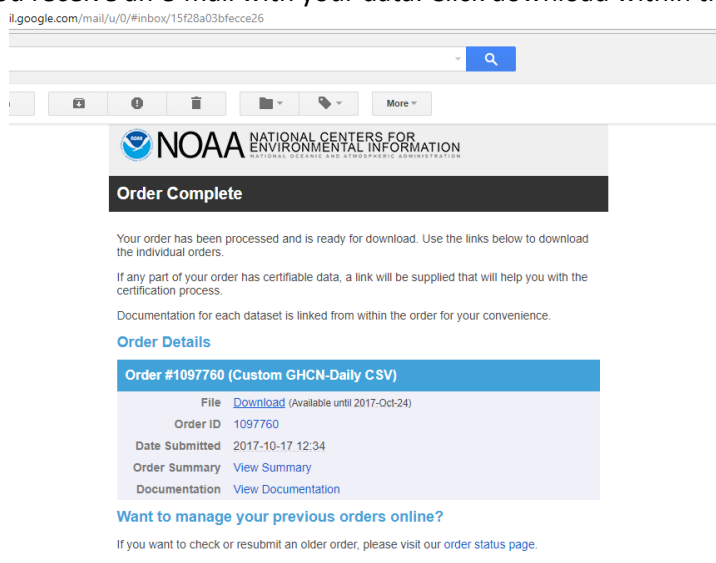 il.google.com/mail/u/0/#inbox/15f28a03bfecce26
More
NOAA NATIONAL CENTERS FOR
ENVIRONMENTAL INFORMATION
NATIONAL OCEANIC AND ATMOSPHERIC ADMINISTRATION
Order Complete
Your order has been processed and is ready for download. Use the links below to download
the individual orders.
If any part of your order has certifiable data, a link will be supplied that will help you with the
certification process.
Documentation for each dataset is linked from within the order for your convenience.
Order Details
Order #1097760 (Custom GHCN-Daily CSV)
File Download (Available until 2017-Oct-24)
Order ID 1097760
Date Submitted 2017-10-17 12:34
Order Summary View Summary
Documentation View Documentation
Want to manage your previous orders online?
If you want to check or resubmit an older order, please visit our order status page.